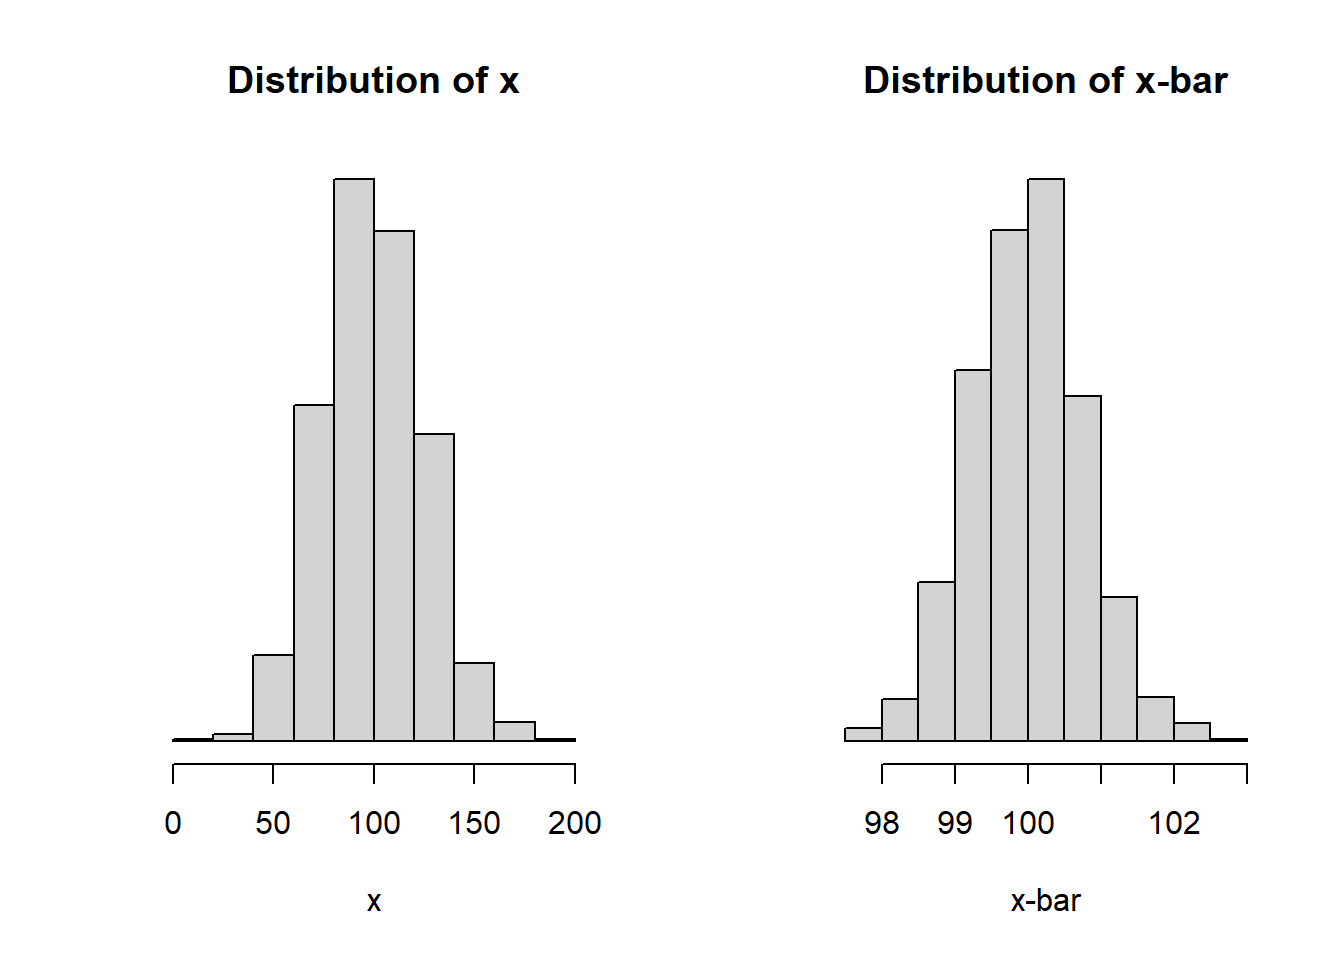 Distribution of x
0 50 100 150 200
x
Distribution of x-bar
98 99 100 102
x-bar